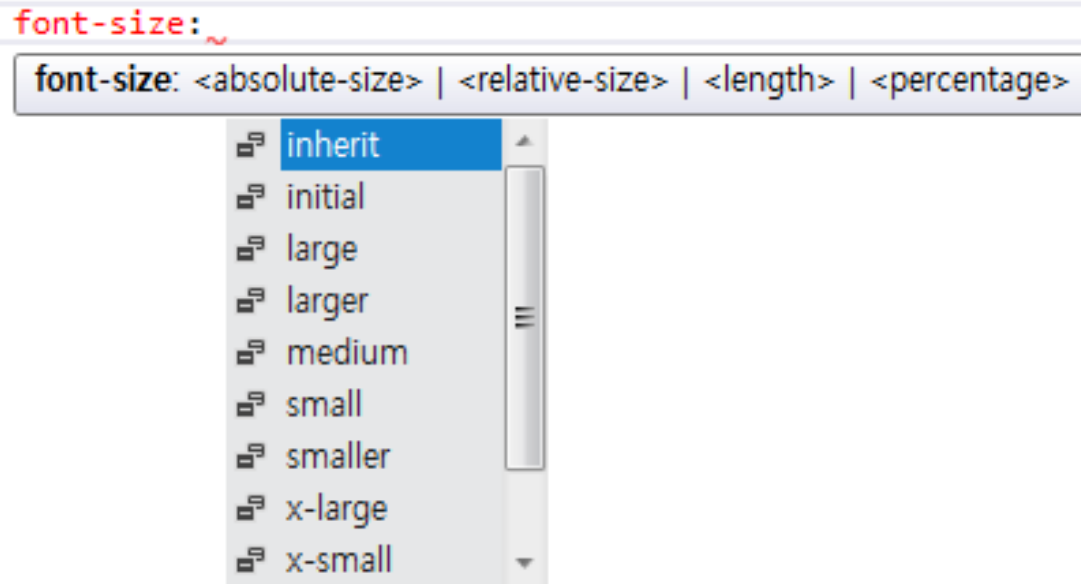 font-size:
font-size: <absolute-size> | <relative-size> | <length> | <percentage>
inherit
initial
large
larger
medium
small
smaller
x-large
x-small